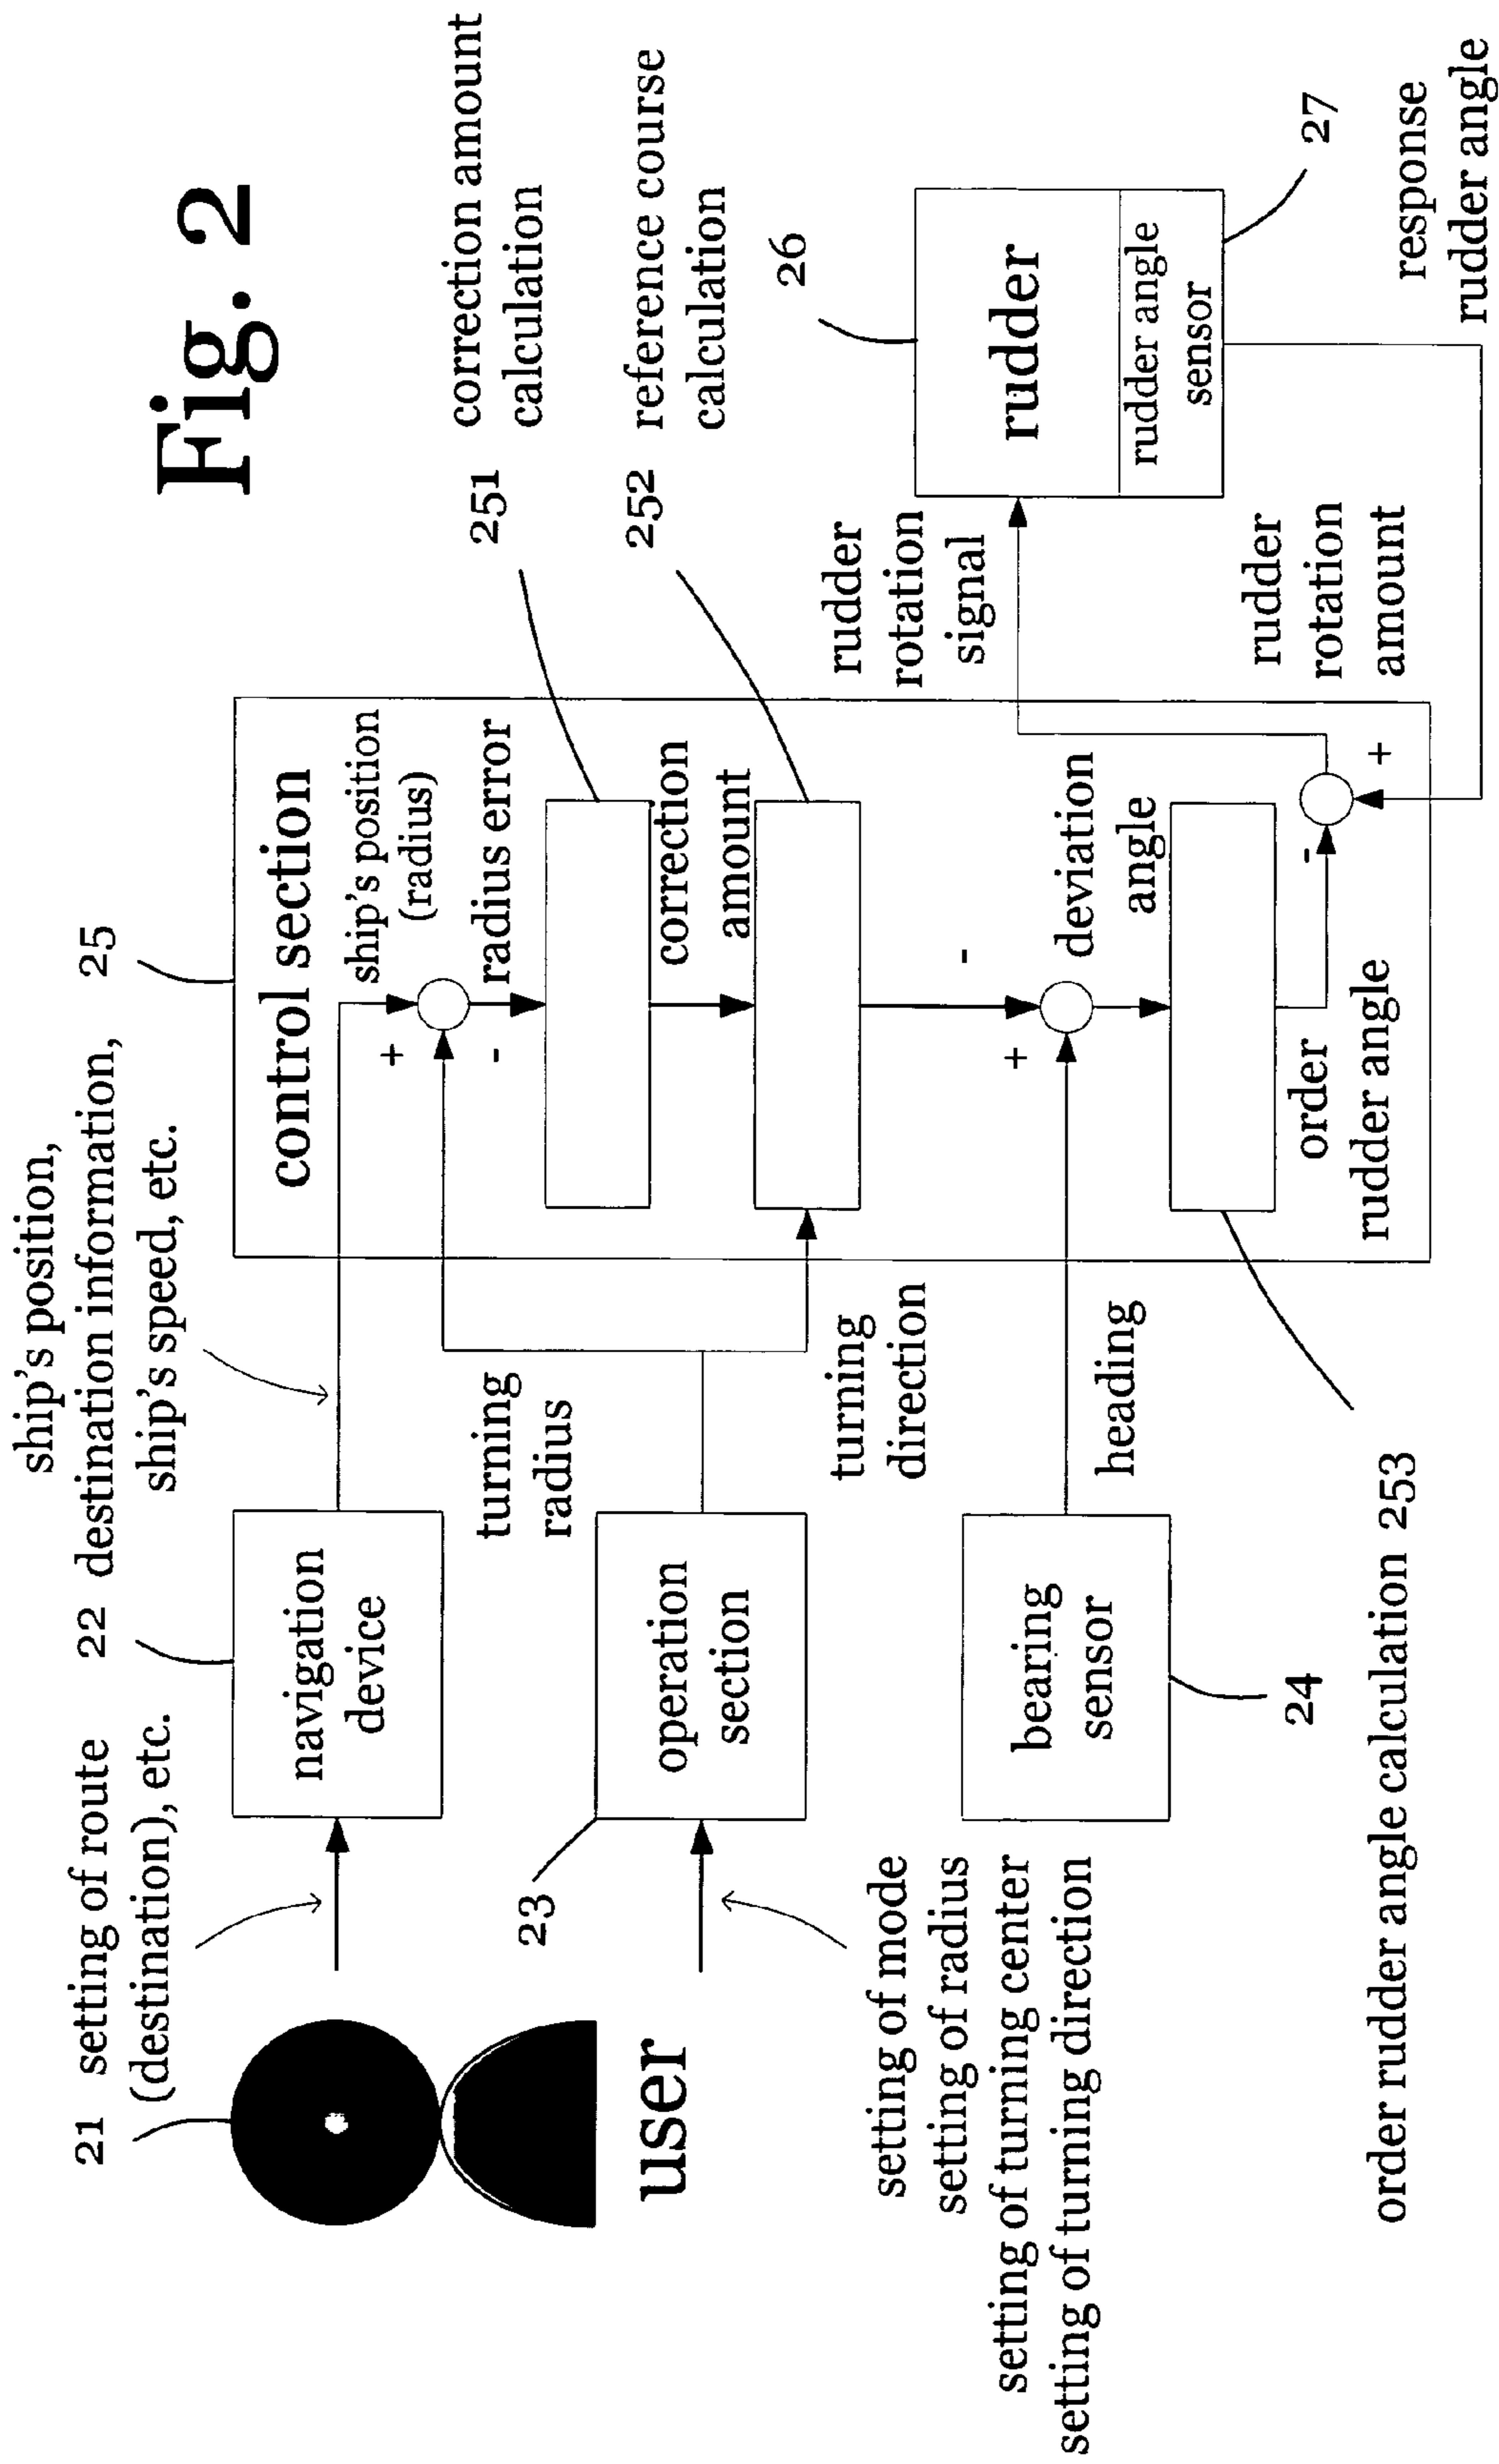 Fig. 2
21
setting of route
(destination), etc.
22
ship's position,
destination information,
ship's speed, etc.
25
user
navigation
device
control section
ship's position
(radius)
+
-
radius error
251
correction amount
calculation
correction
amount
252
reference course
calculation
23
operation
section
turning
radius
turning
direction
setting of mode
setting of radius
setting of turning center
setting of turning direction
bearing
sensor
24
heading
+
-
deviation
angle
order
rudder angle
-
+
order rudder angle calculation 253
rudder
rotation
signal
26
rudder
rudder angle
sensor
27
rudder
rotation
amount
response
rudder angle